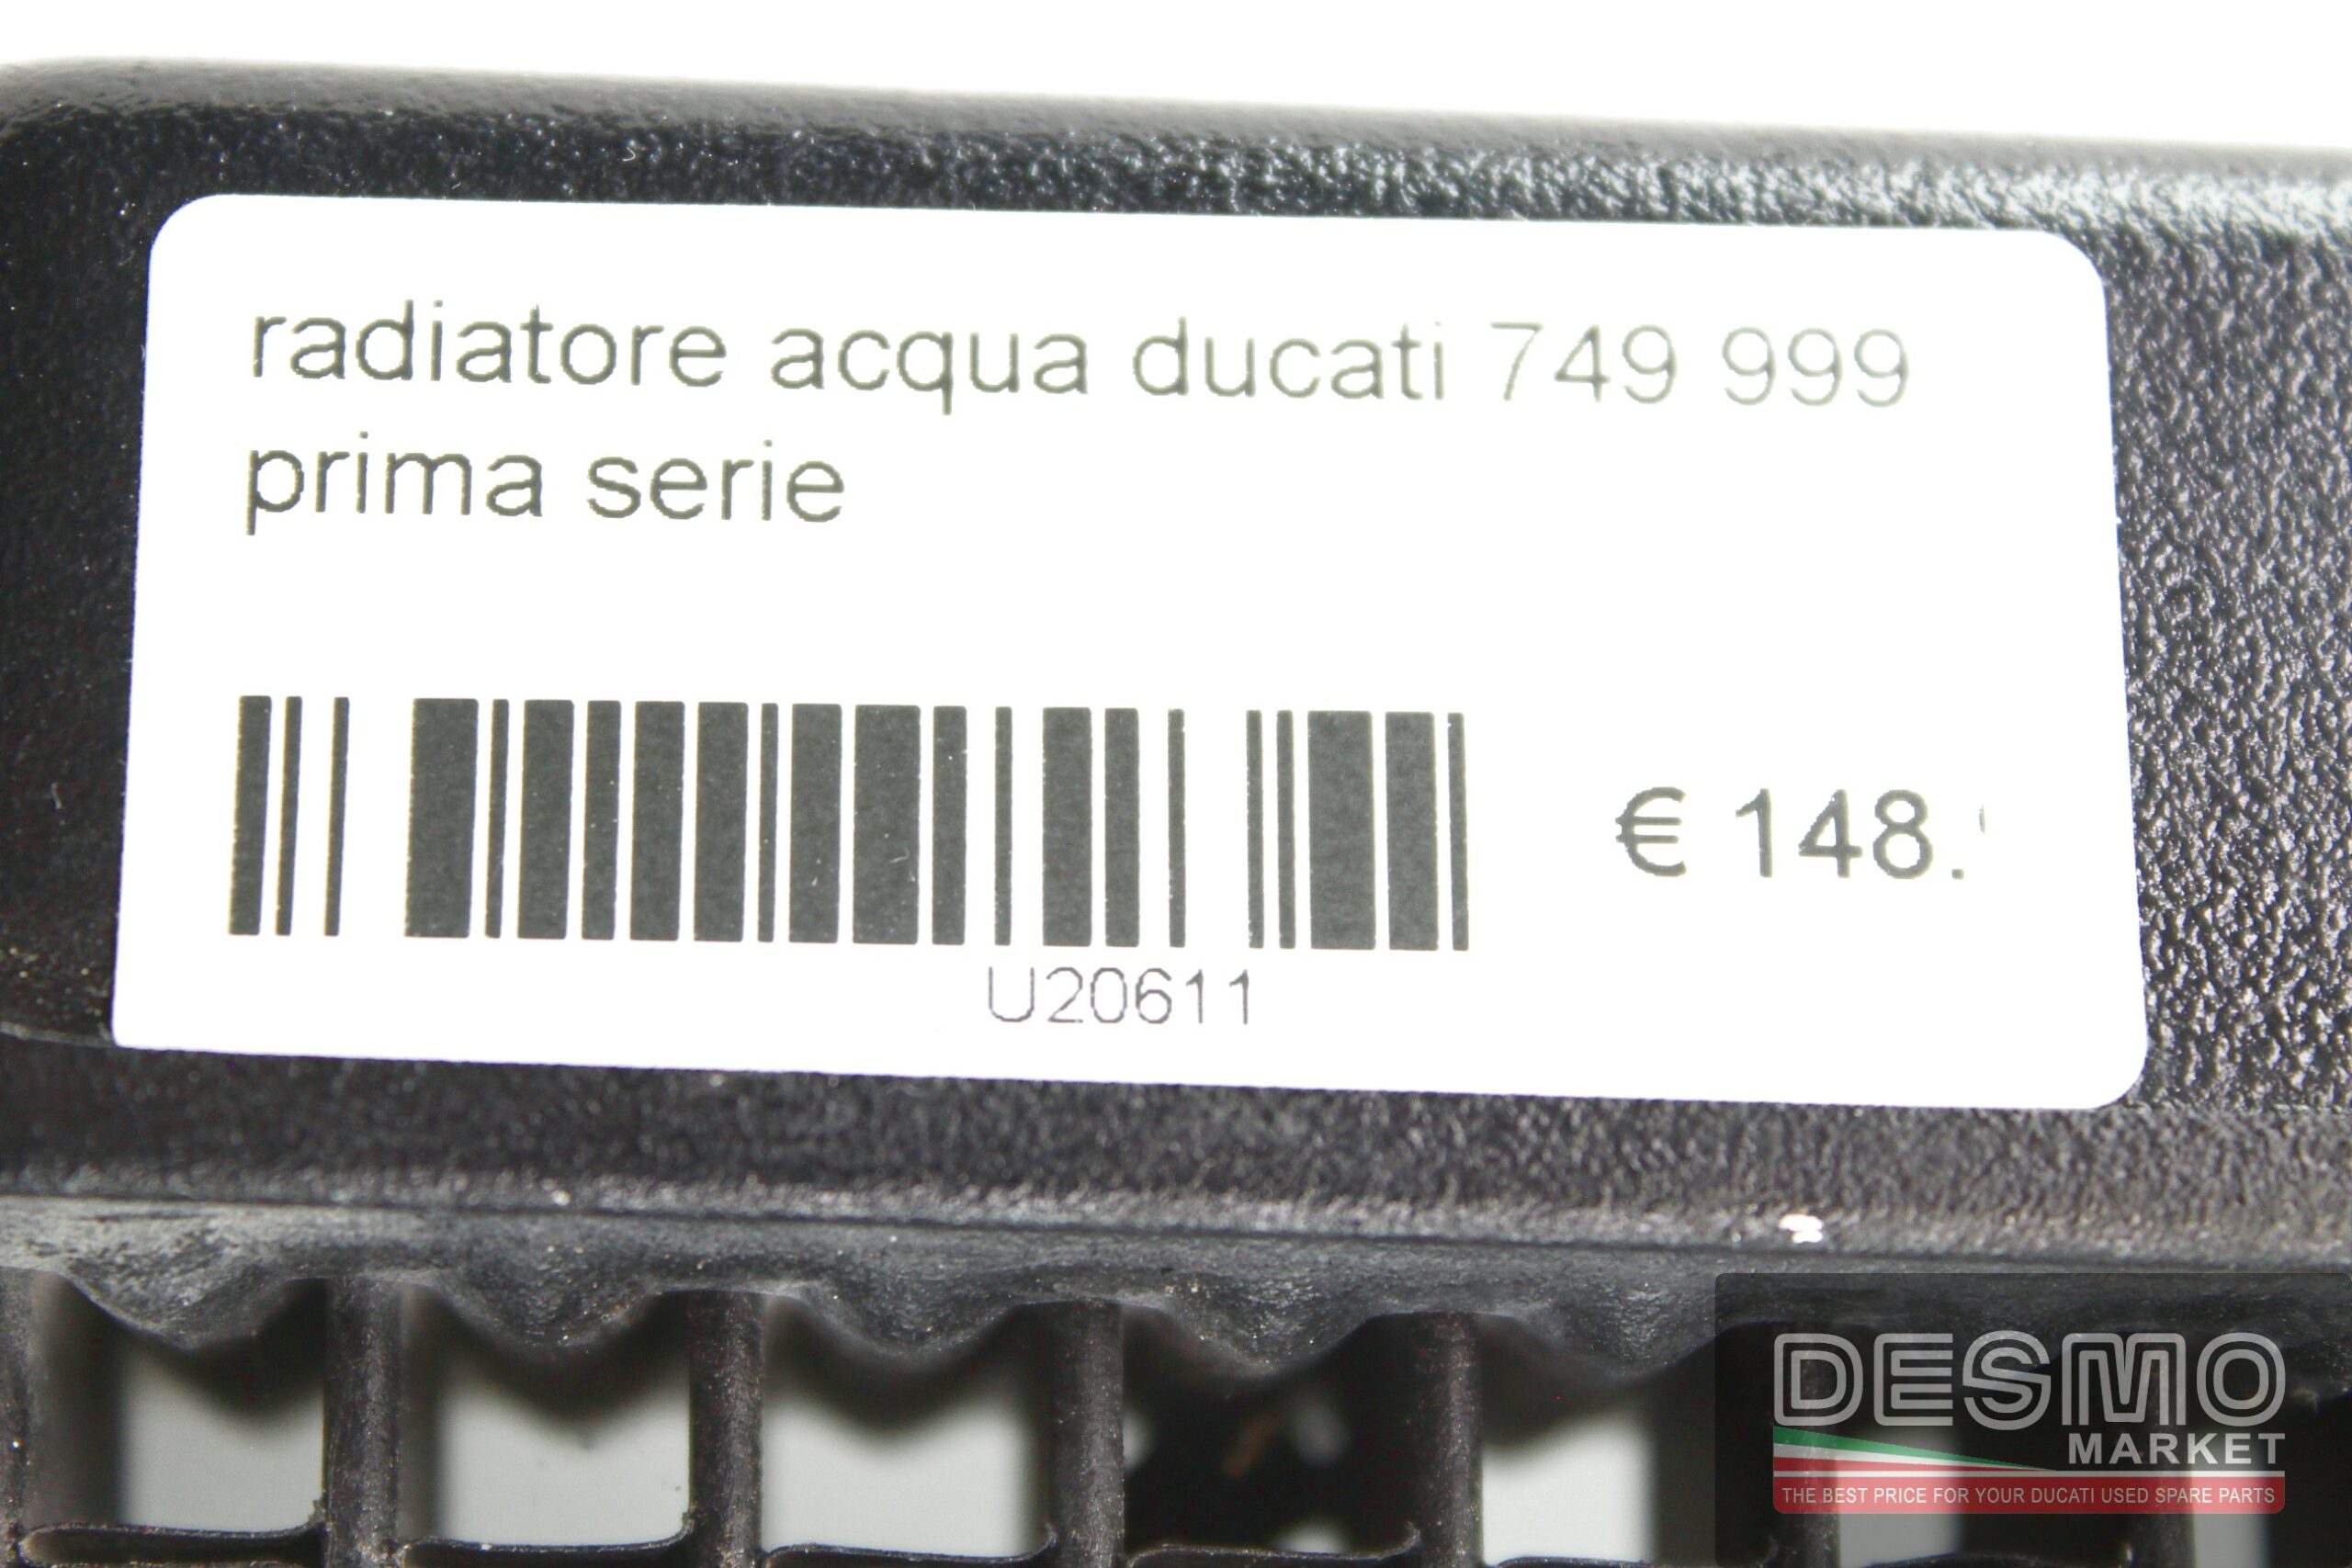 radiatore acqua ducati 749 999
prima serie
€ 148.
U20611
DESMO
MARKET
THE BEST PRICE FOR YOUR DUCATI USED SPARE PARTS